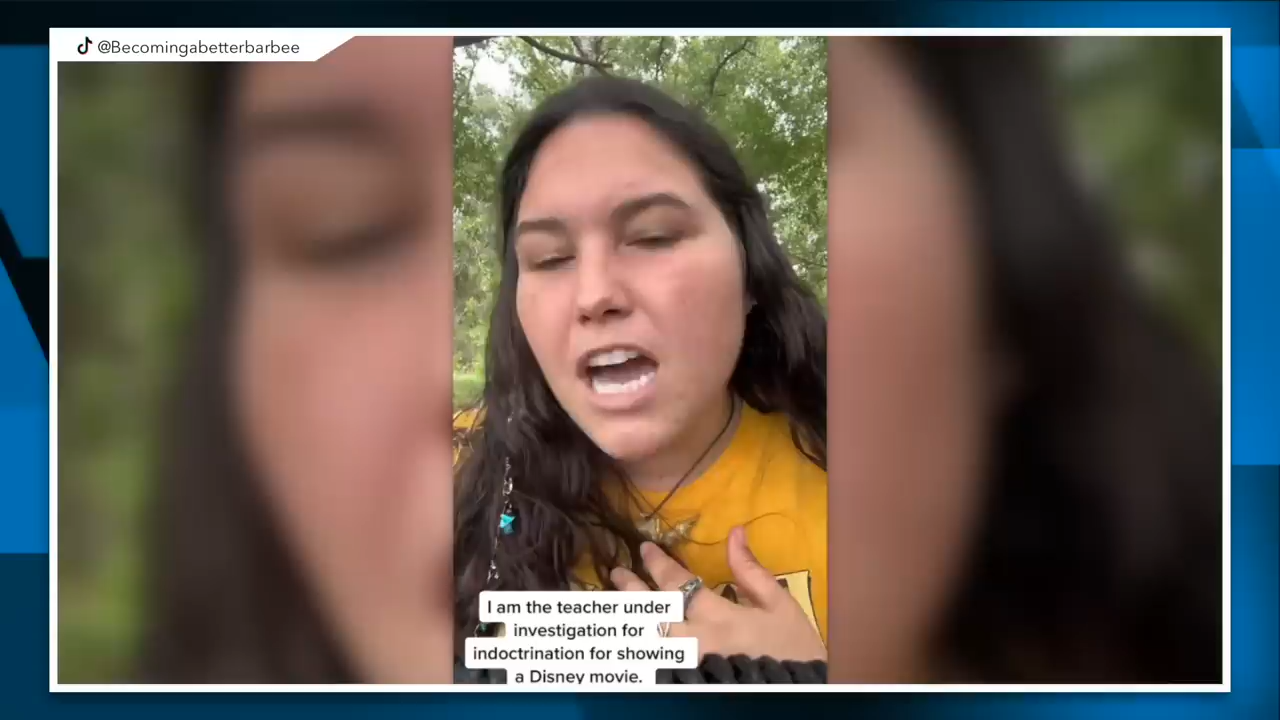 @Becomingabetterbarbee
I am the teacher under
investigation for
indoctrination for showing
a Disney movie.